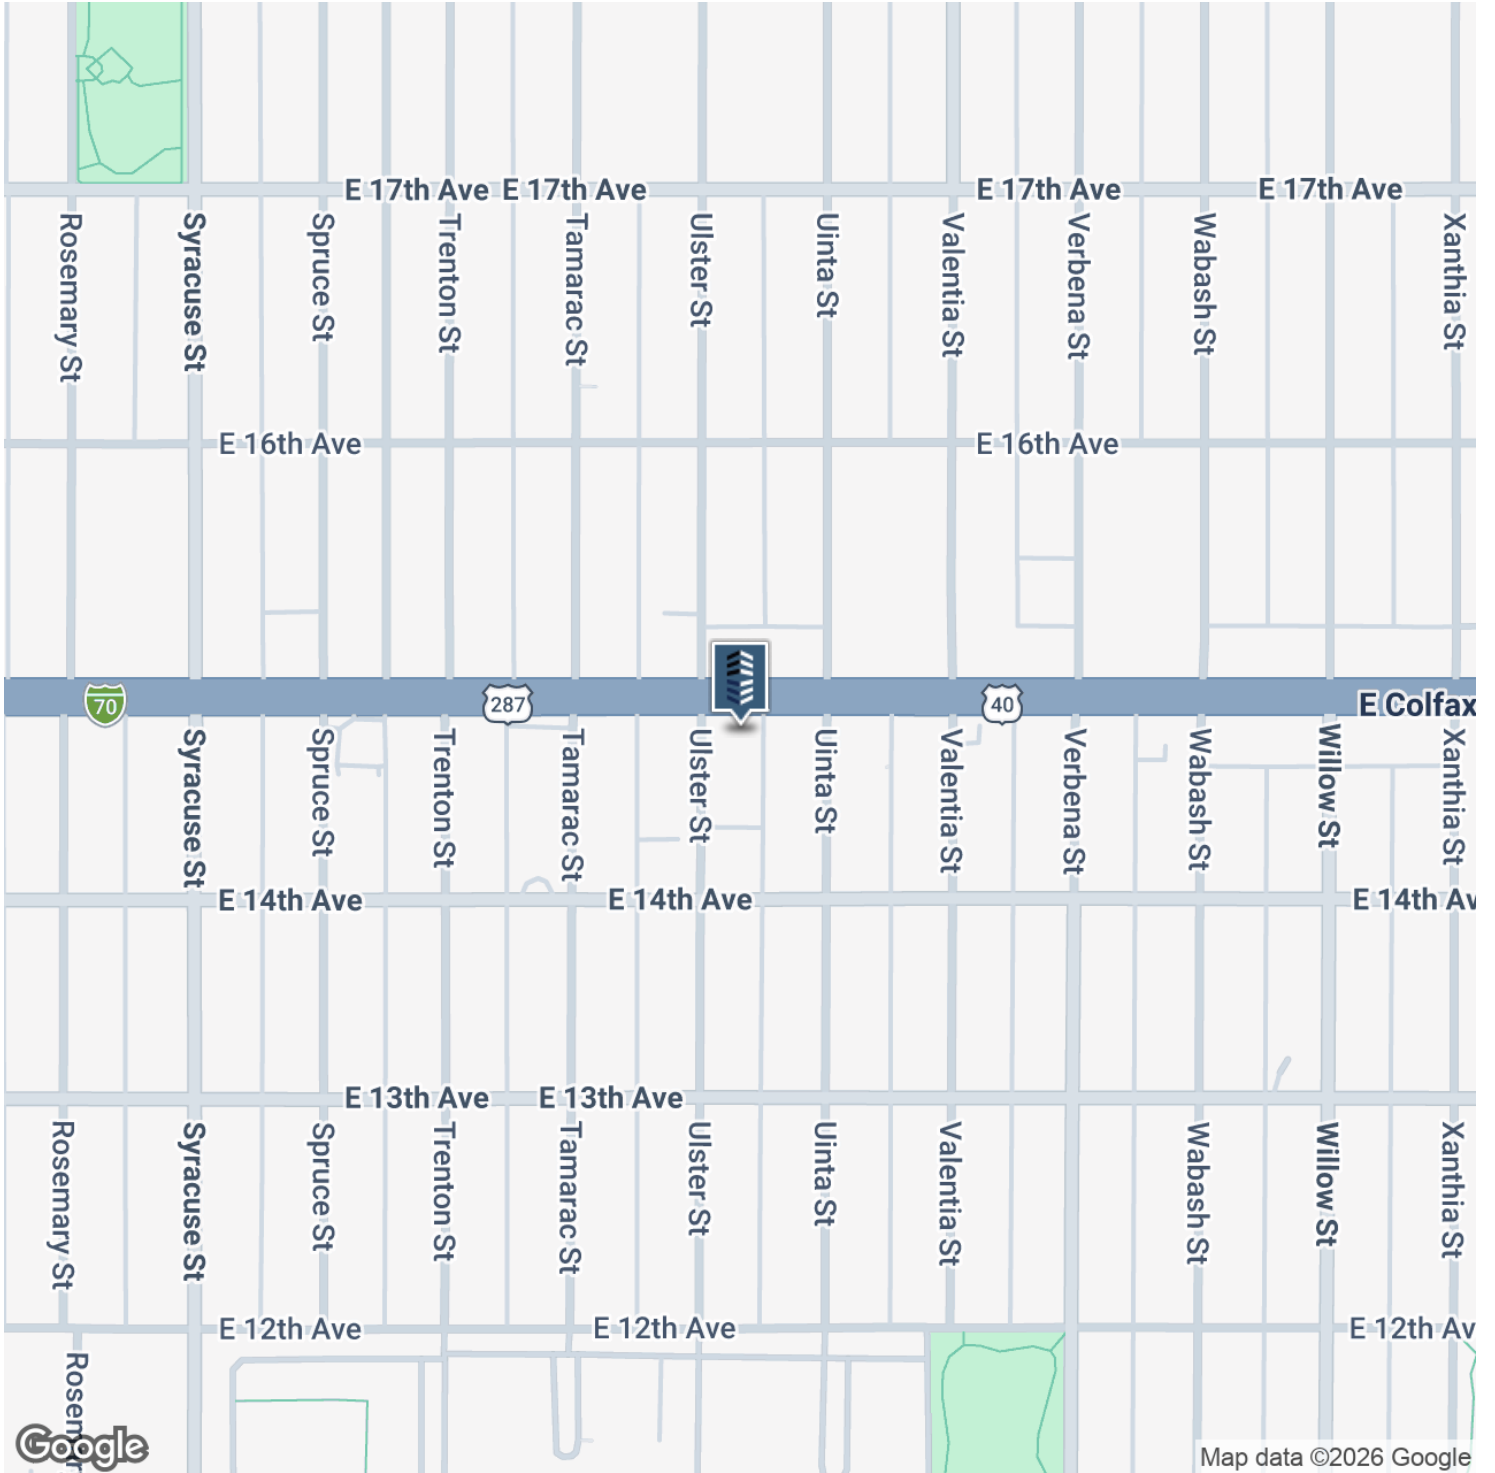 E 17th Ave
E 17th Ave
E 17th Ave
E 17th Ave
Rosemary St
Syracuse St
Spruce St
Trenton St
Tamarac St
Ulster St
Uinta St
Valentia St
Verbena St
Wabash St
Xanthia St
E 16th Ave
E 16th Ave
70
287
40
E Colfax
Syracuse St
Spruce St
Trenton St
Tamarac St
Ulster St
Uinta St
Valentia St
Verbena St
Wabash St
Willow St
Xanthia St
E 14th Ave
E 14th Ave
E 14th Av
E 13th Ave
E 13th Ave
Rosemary St
Syracuse St
Spruce St
Trenton St
Tamarac St
Ulster St
Uinta St
Valentia St
Wabash St
Willow St
Xanthia St
E 12th Ave
E 12th Ave
E 12th Av
Rosemar
Google
Map data ©2026 Google